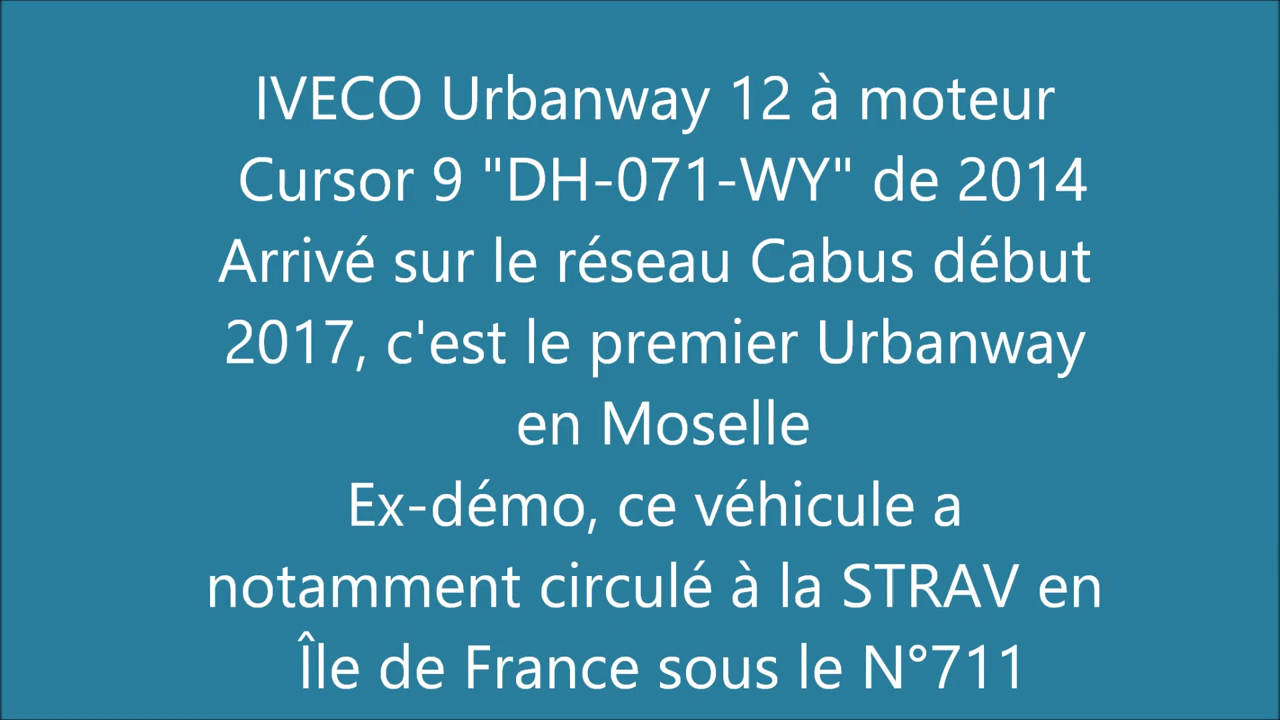 IVECO Urbanway 12 à moteur
Cursor 9 "DH-071-WY" de 2014
Arrivé sur le réseau Cabus début
2017, c'est le premier Urbanway
en Moselle
Ex-démo, ce véhicule a
notamment circulé à la STRAV en
Île de France sous le N°711